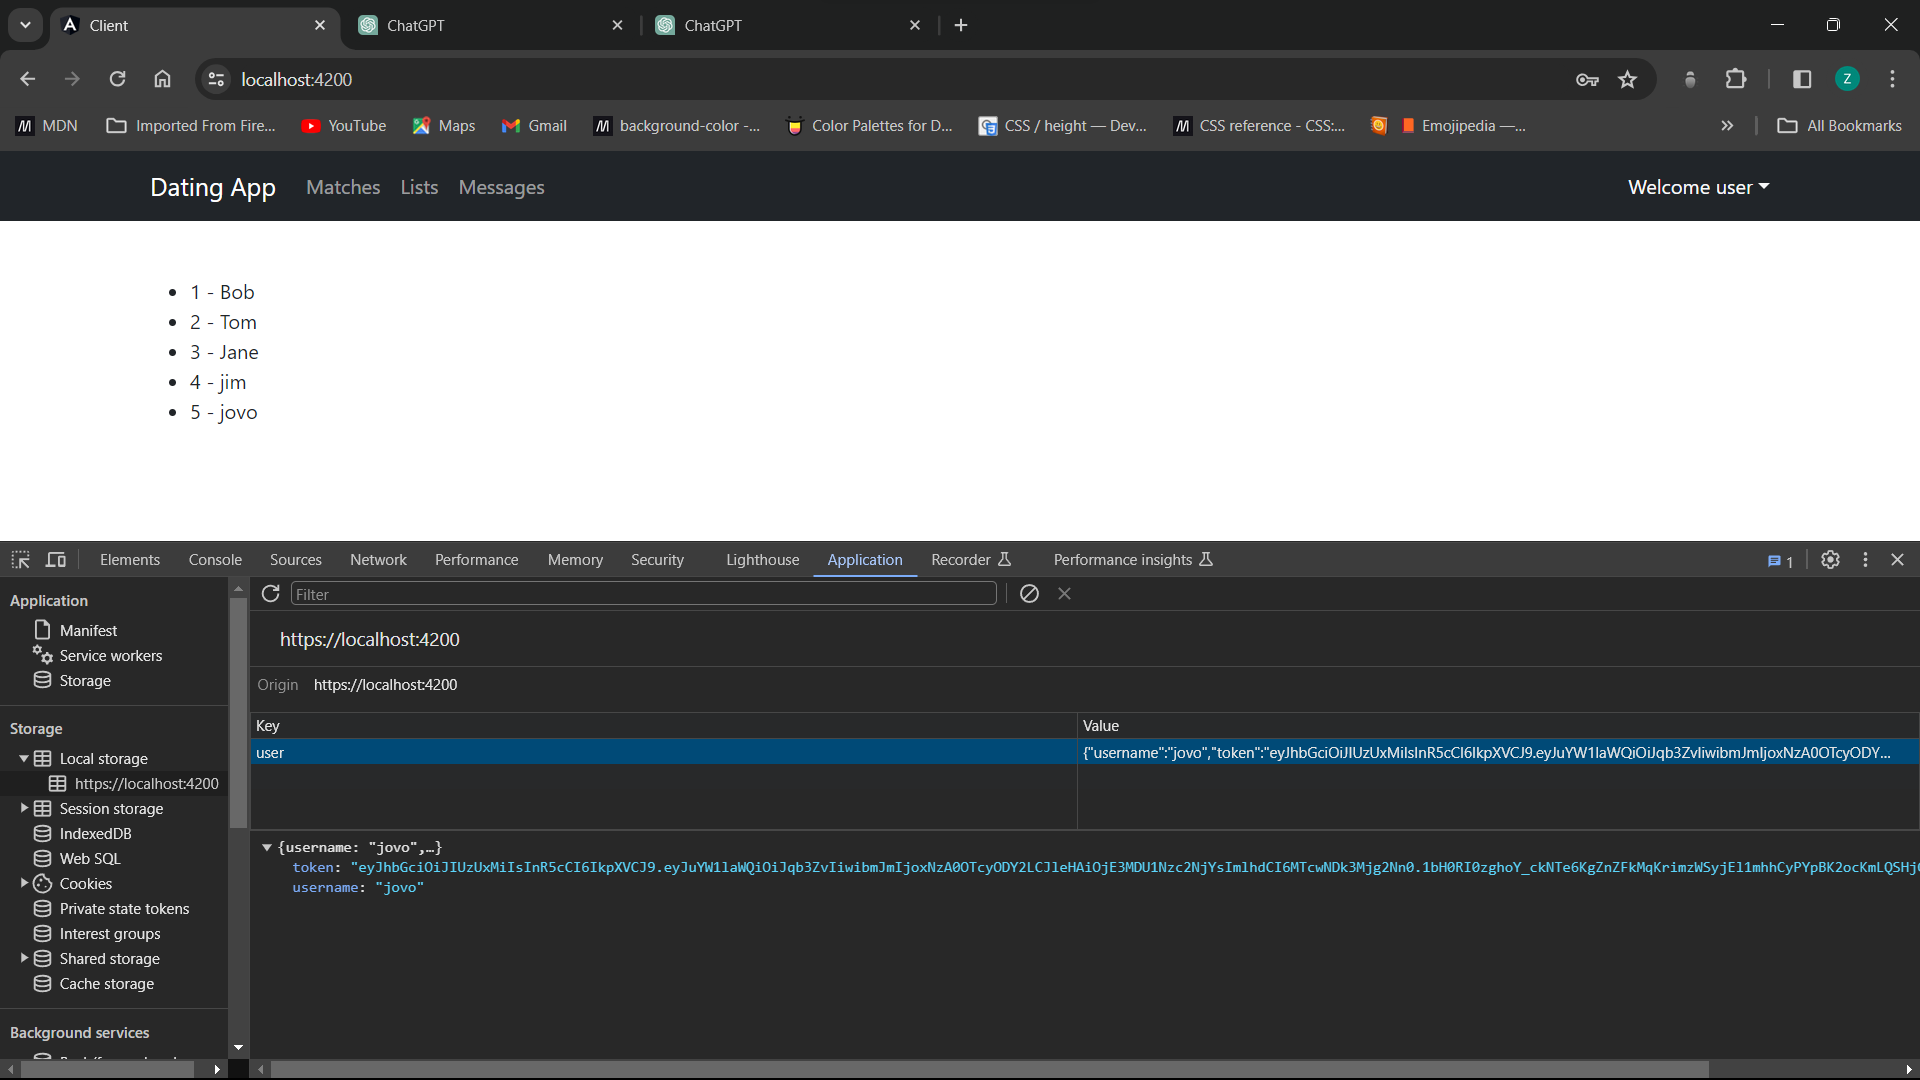 Client
ChatGPT
ChatGPT
localhost:4200
MDN Imported From Fire... YouTube Maps Gmail background-color -... Color Palettes for D... CSS / height — Dev... CSS reference - CSS:... Emojipedia —... » All Bookmarks
Dating App Matches Lists Messages Welcome user
1 - Bob
2 - Tom
3 - Jane
4 - jim
5 - jovo
Elements Console Sources Network Performance Memory Security Lighthouse Application Recorder Performance insights 1
Filter
Application
Manifest
Service workers
Storage
Storage
Local storage
https://localhost:4200
Session storage
IndexedDB
Web SQL
Cookies
Private state tokens
Interest groups
Shared storage
Cache storage
Background services
https://localhost:4200
Origin https://localhost:4200
Key Value
user {"username":"jovo","token":"eyJhbGciOiJIUzUxMiIsInR5cCI6IkpXVCJ9.eyJuYW1laWQiOiJqb3ZvIiwibmJmIjoxNzA0OTcyODY...
{username: "jovo",…}
token: "eyJhbGciOiJIUzUxMiIsInR5cCI6IkpXVCJ9.eyJuYW1laWQiOiJqb3ZvIiwibmJmIjoxNzA0OTcyODY2LCJleHAiOjE3MDU1Nzc2NjYsImlhdCI6MTcwNDk3Mjg2Nn0.1bH0RI0zghoY_ckNTe6KgZnZFkMqKrimzWSyjEl1mhhCyPYpBK2ocKmLQSHj
username: "jovo"